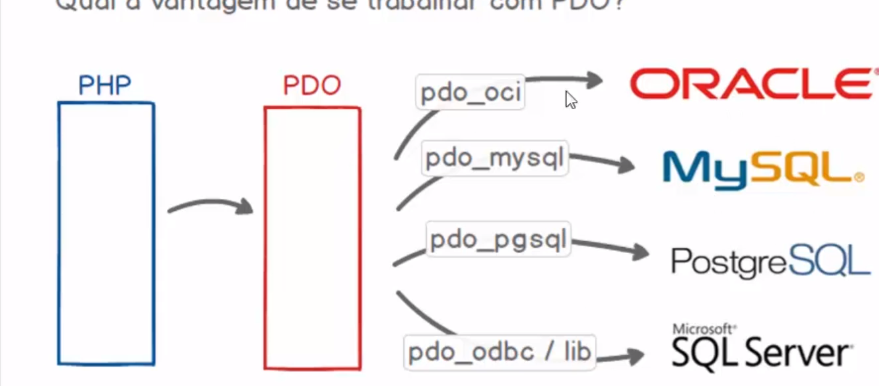 Qual a vantagem de se trabalhar com PDO?
PHP
PDO
pdo_oci
ORACLE®
pdo_mysql
MySQL®
pdo_pgsql
PostgreSQL
pdo_odbc / lib
Microsoft®
SQL Server